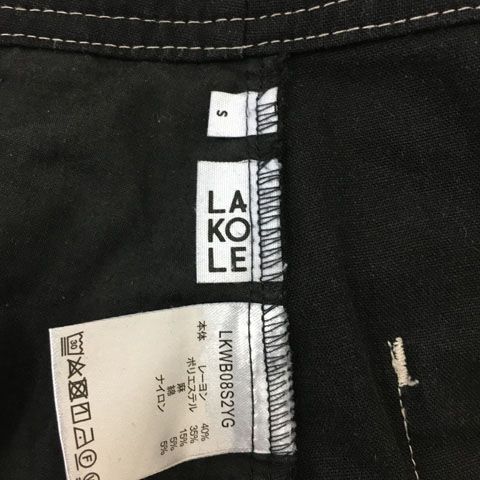 S
LA
KO
LE
LKWB08S2YG
本体
レーヨン 40%
ポリエステル 35%
麻 15%
綿 5%
ナイロン 5%
30
F